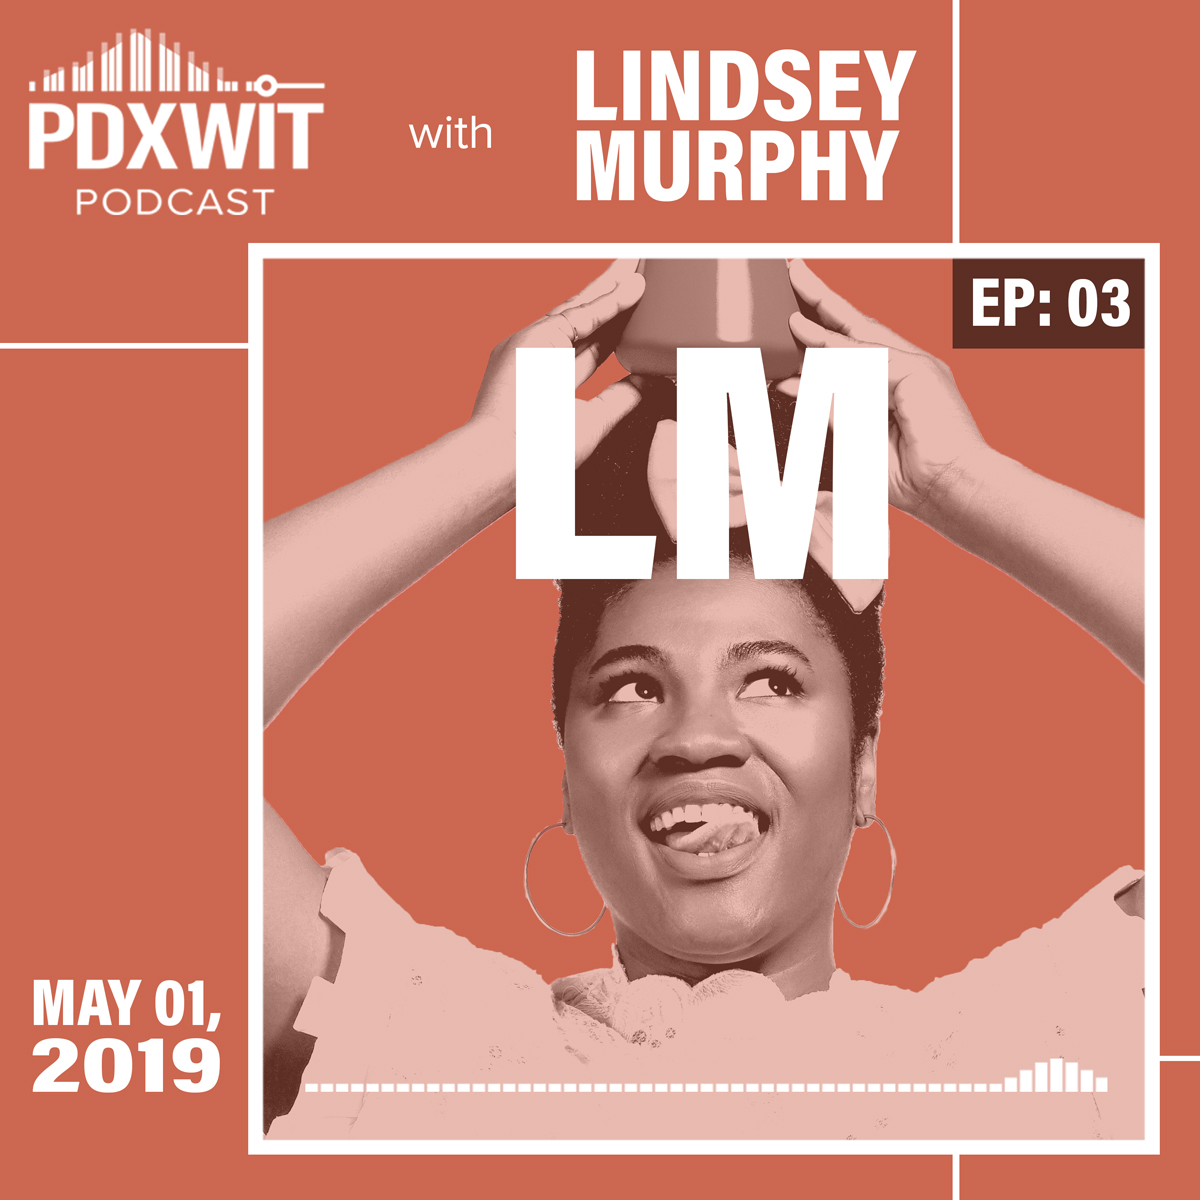 PDXWIT
PODCAST
with
LINDSEY
MURPHY
EP: 03
LM
MAY 01,
2019